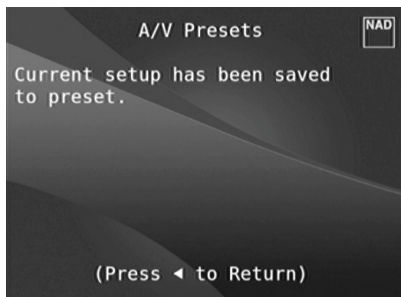 A/V Presets
NAD
Current setup has been saved
to preset.
(Press ◄ to Return)